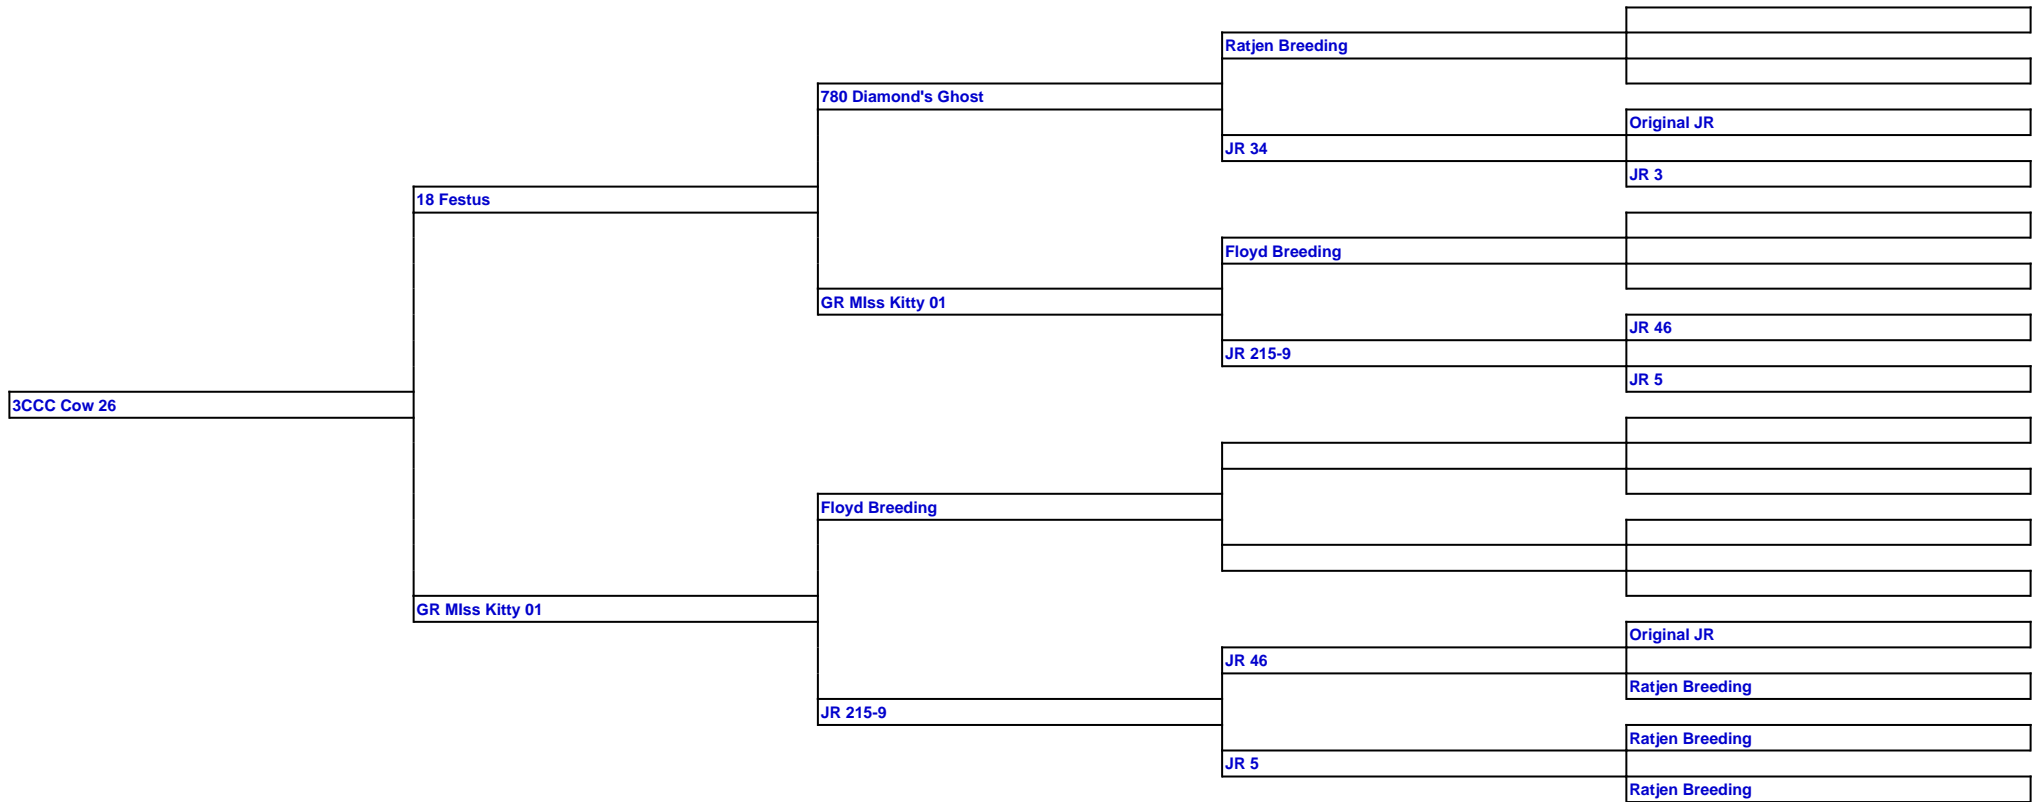 Ratjen Breeding
780 Diamond's Ghost
Original JR
JR 34
JR 3
18 Festus
Floyd Breeding
GR MIss Kitty 01
JR 46
JR 215-9
JR 5
3CCC Cow 26
Floyd Breeding
GR MIss Kitty 01
Original JR
JR 46
Ratjen Breeding
JR 215-9
Ratjen Breeding
JR 5
Ratjen Breeding